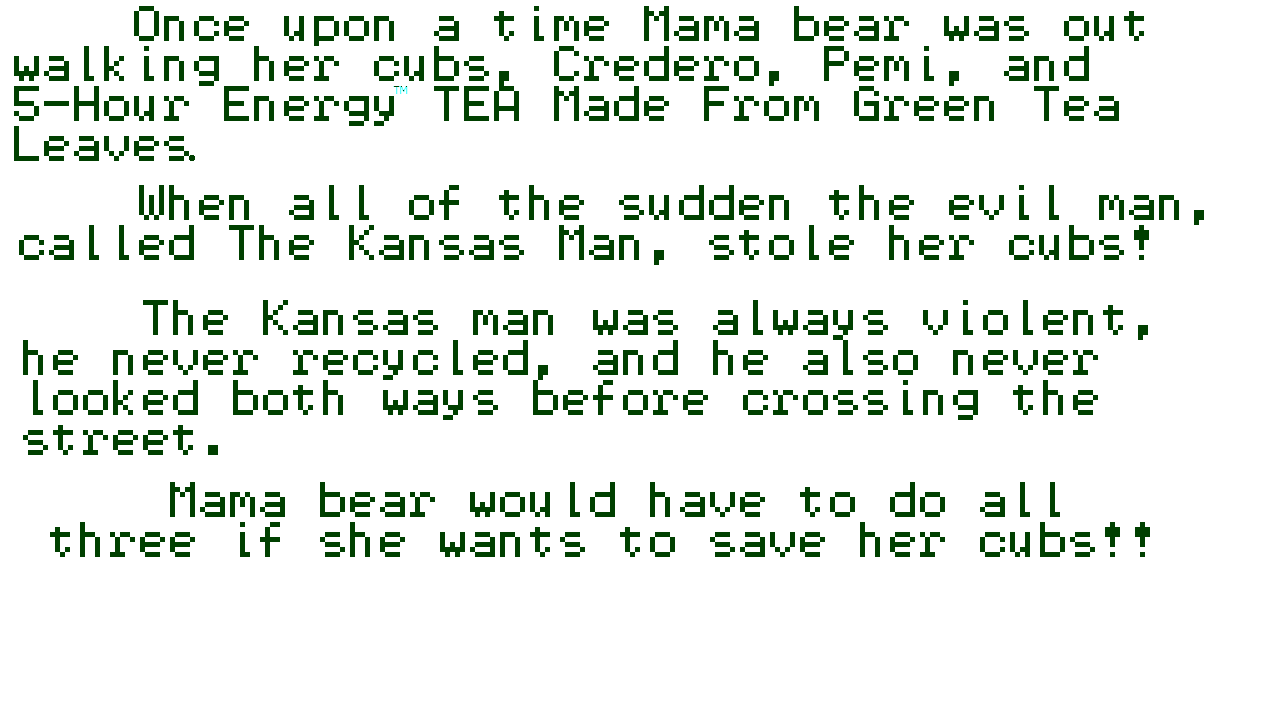 Once upon a time Mama bear was out
walking her cubs, Credero, Pemi, and
5-Hour Energy™ TEA Made From Green Tea
Leaves.
When all of the sudden the evil man,
called The Kansas Man, stole her cubs!
The Kansas man was always violent,
he never recycled, and he also never
looked both ways before crossing the
street.
Mama bear would have to do all
three if she wants to save her cubs!!